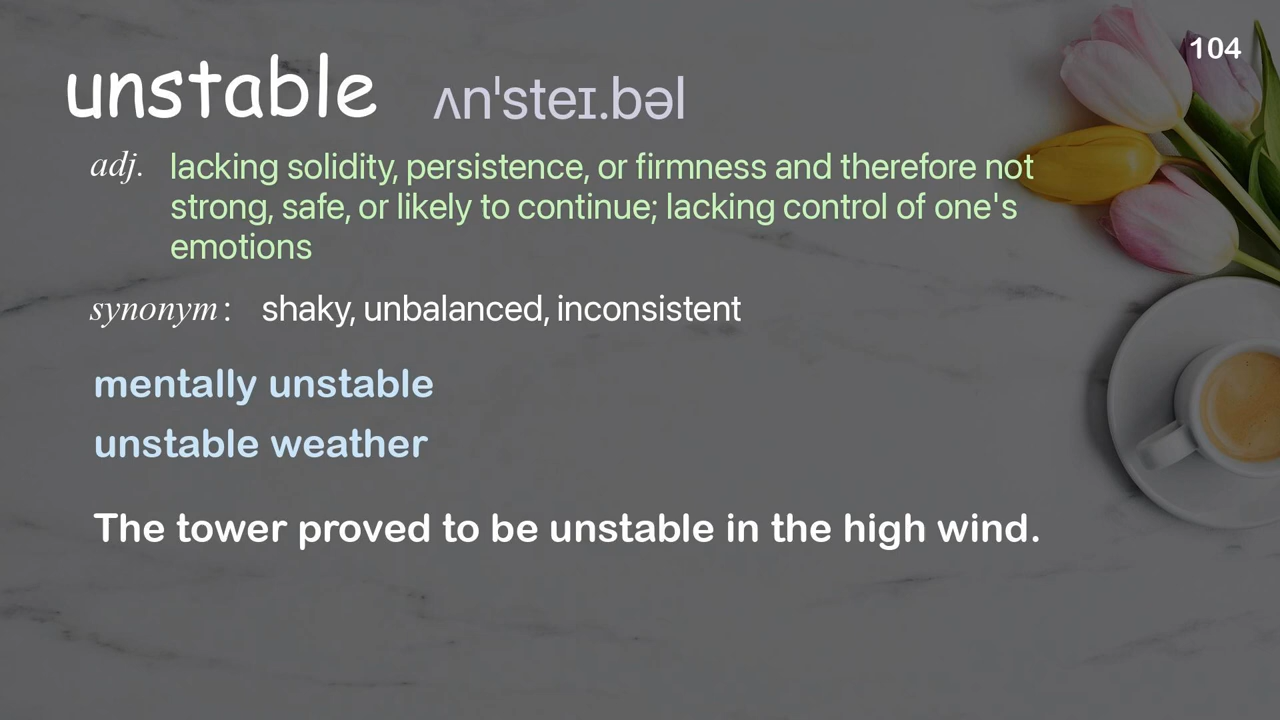 104
unstable ʌn'steɪ.bəl
adj. lacking solidity, persistence, or firmness and therefore not
strong, safe, or likely to continue; lacking control of one's
emotions
synonym: shaky, unbalanced, inconsistent
mentally unstable
unstable weather
The tower proved to be unstable in the high wind.